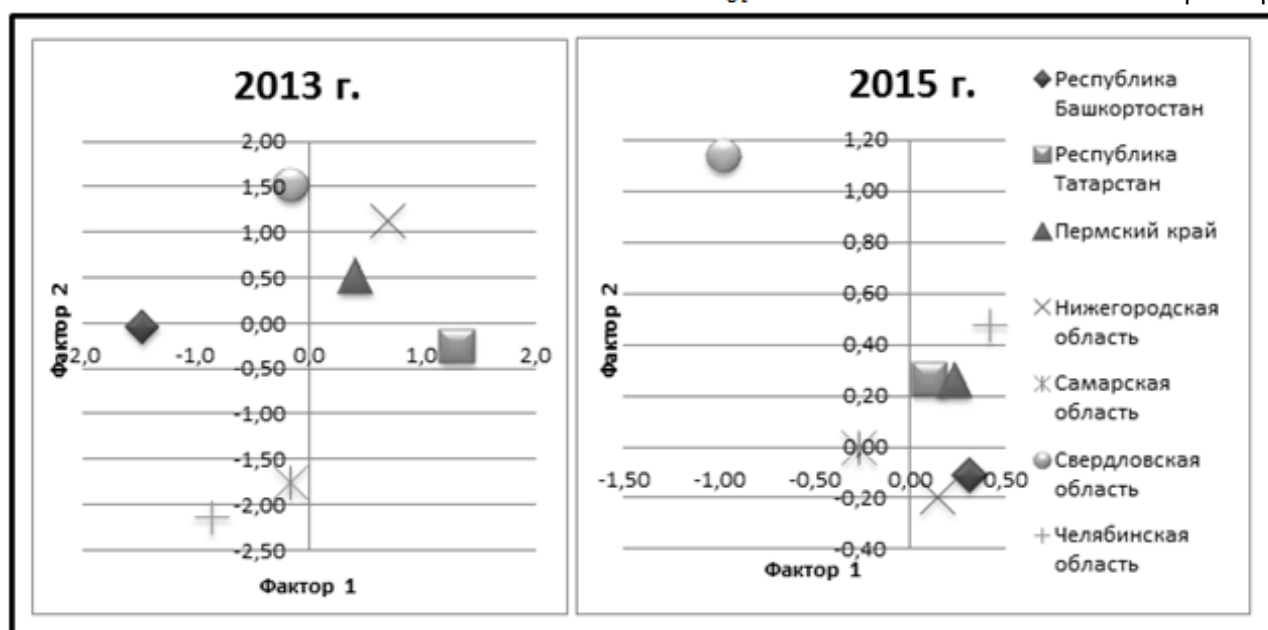 2013 г.
2,00
1,50
1,00
0,50
0,00
-2,0
-1,0
0,0
1,0
2,0
-0,50
-1,00
-1,50
-2,00
-2,50
Фактор 2
Фактор 1
2015 г.
1,20
1,00
0,80
0,60
0,40
0,20
0,00
-1,50
-1,00
-0,50
0,00
0,50
-0,20
-0,40
Фактор 2
Фактор 1
Республика
Башкортостан
Республика
Татарстан
Пермский край
Нижегородская
область
Самарская
область
Свердловская
область
Челябинская
область